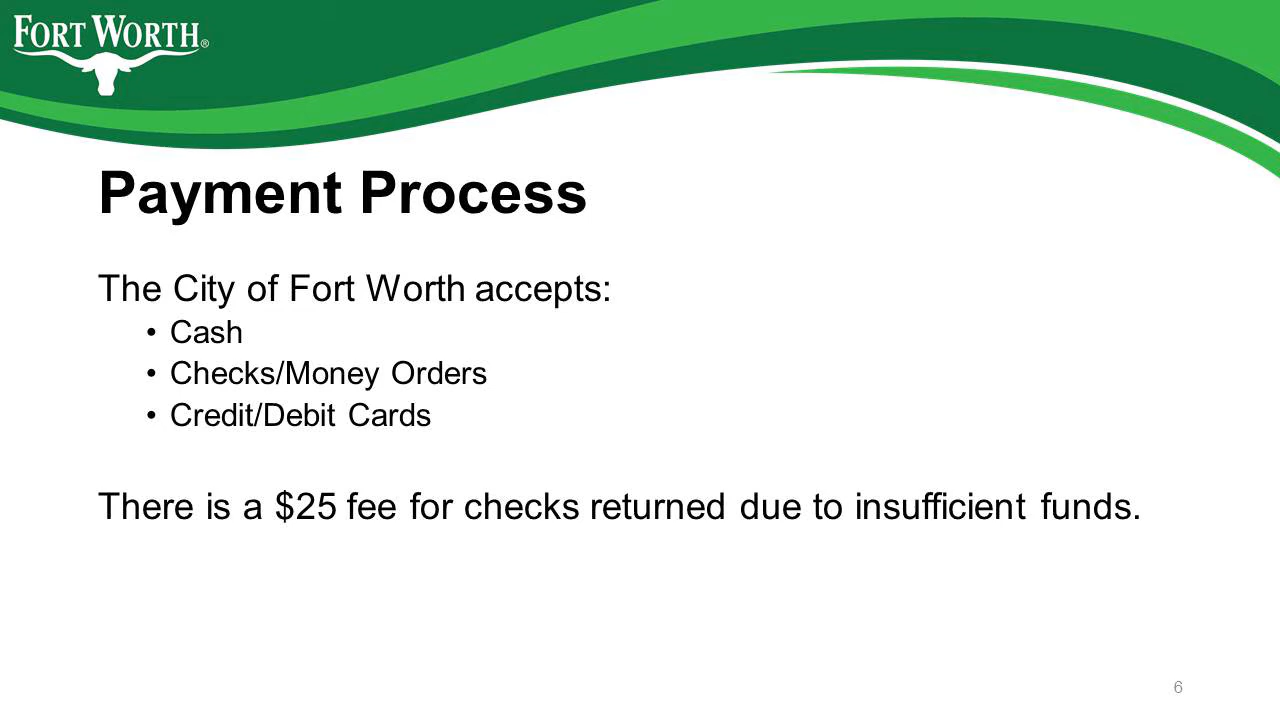 FORT WORTH®
Payment Process
The City of Fort Worth accepts:
• Cash
• Checks/Money Orders
• Credit/Debit Cards
There is a $25 fee for checks returned due to insufficient funds.
6